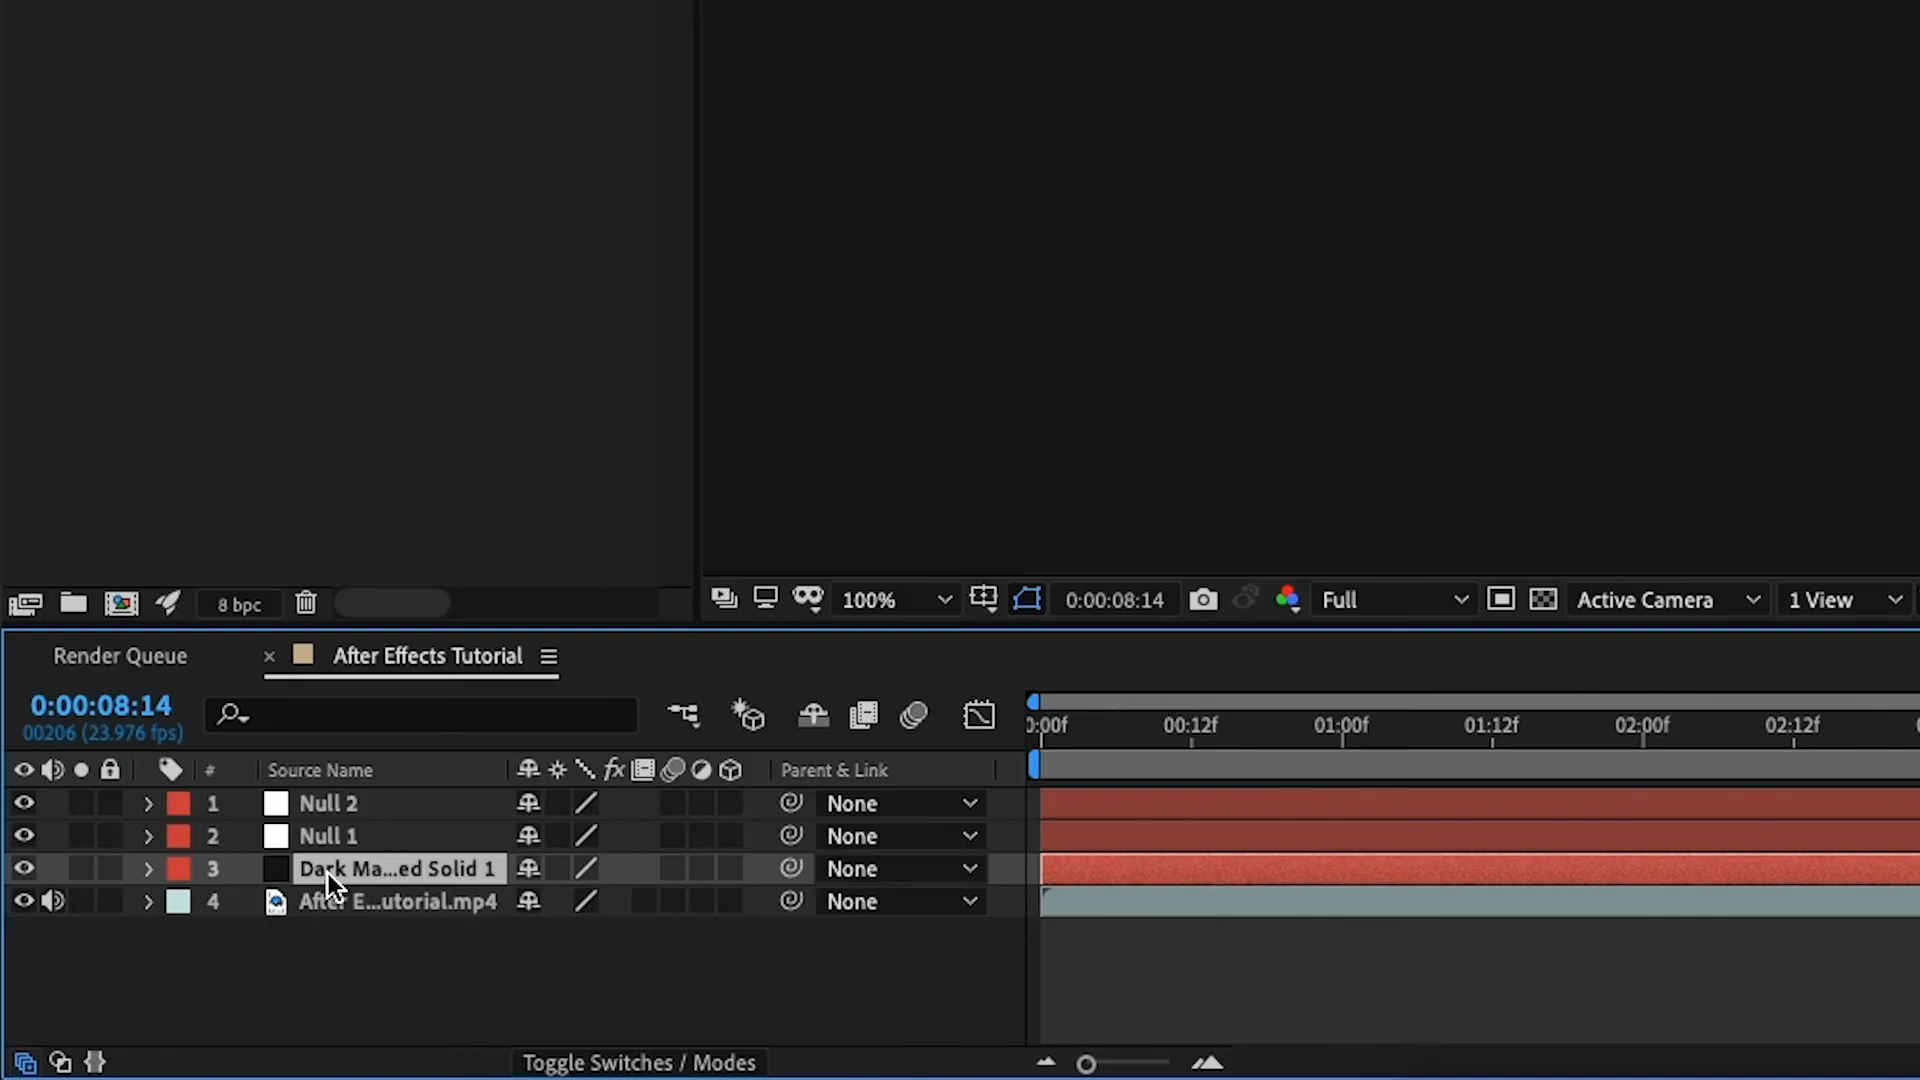 8 bpc
100%
0:00:08:14
Full
Active Camera
1 View
Render Queue
× After Effects Tutorial
0:00:08:14
00206 (23.976 fps)
0:00f 00:12f 01:00f 01:12f 02:00f 02:12f
# Source Name fx Parent & Link
1 Null 2 None
2 Null 1 None
3 Dark Ma...ed Solid 1 None
4 After E...utorial.mp4 None
Toggle Switches / Modes